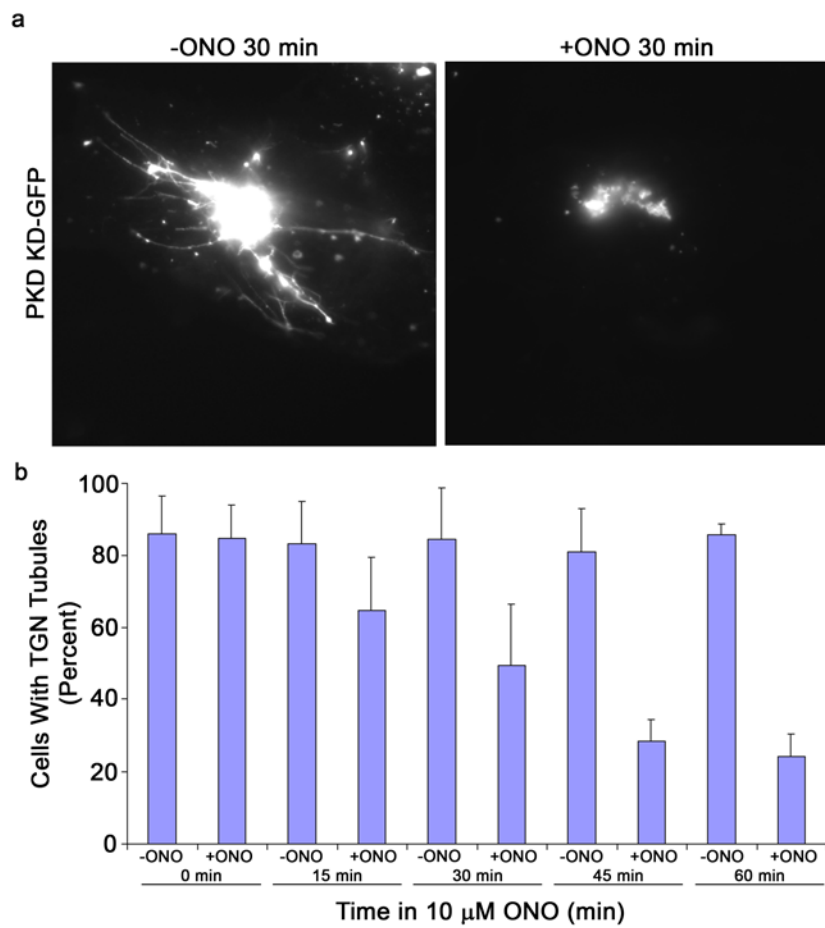 a
-ONO 30 min
+ONO 30 min
PKD KD-GFP
b
Cells With TGN Tubules
(Percent)
100
80
60
40
20
0
-ONO +ONO -ONO +ONO -ONO +ONO -ONO +ONO -ONO +ONO
0 min 15 min 30 min 45 min 60 min
Time in 10 μM ONO (min)